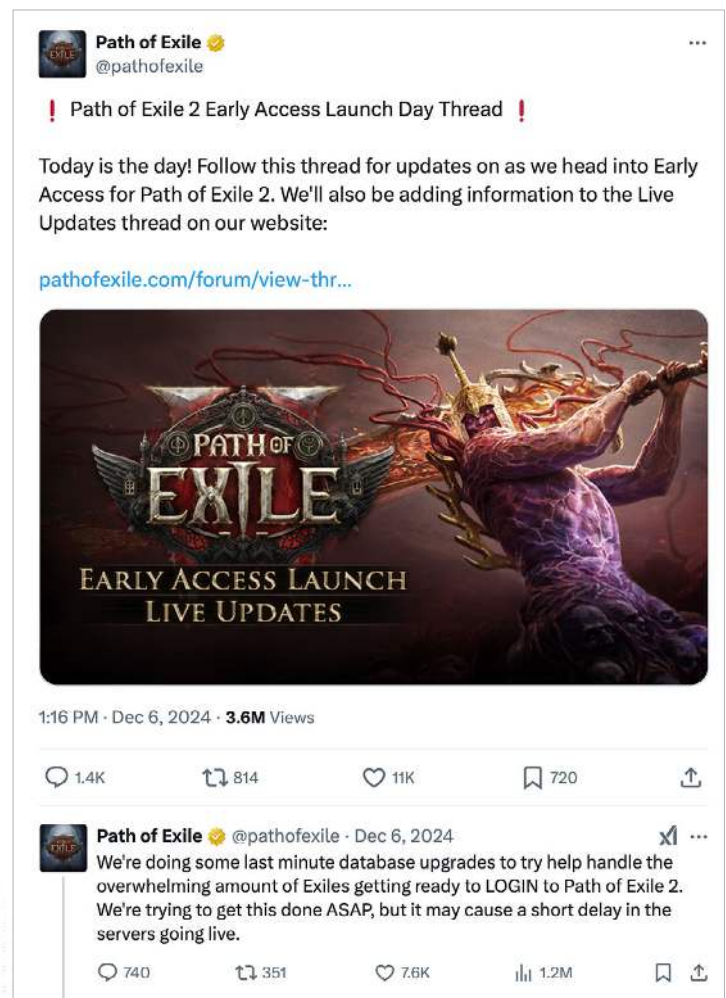 Path of Exile
@pathofexile
❗ Path of Exile 2 Early Access Launch Day Thread ❗
Today is the day! Follow this thread for updates on as we head into Early
Access for Path of Exile 2. We'll also be adding information to the Live
Updates thread on our website:
pathofexile.com/forum/view-thr...
PATH OF
EXILE
EARLY ACCESS LAUNCH
LIVE UPDATES
1:16 PM · Dec 6, 2024 · 3.6M Views
1.4K 814 11K 720
Path of Exile @pathofexile · Dec 6, 2024
We're doing some last minute database upgrades to try help handle the
overwhelming amount of Exiles getting ready to LOGIN to Path of Exile 2.
We're trying to get this done ASAP, but it may cause a short delay in the
servers going live.
740 351 7.6K 1.2M